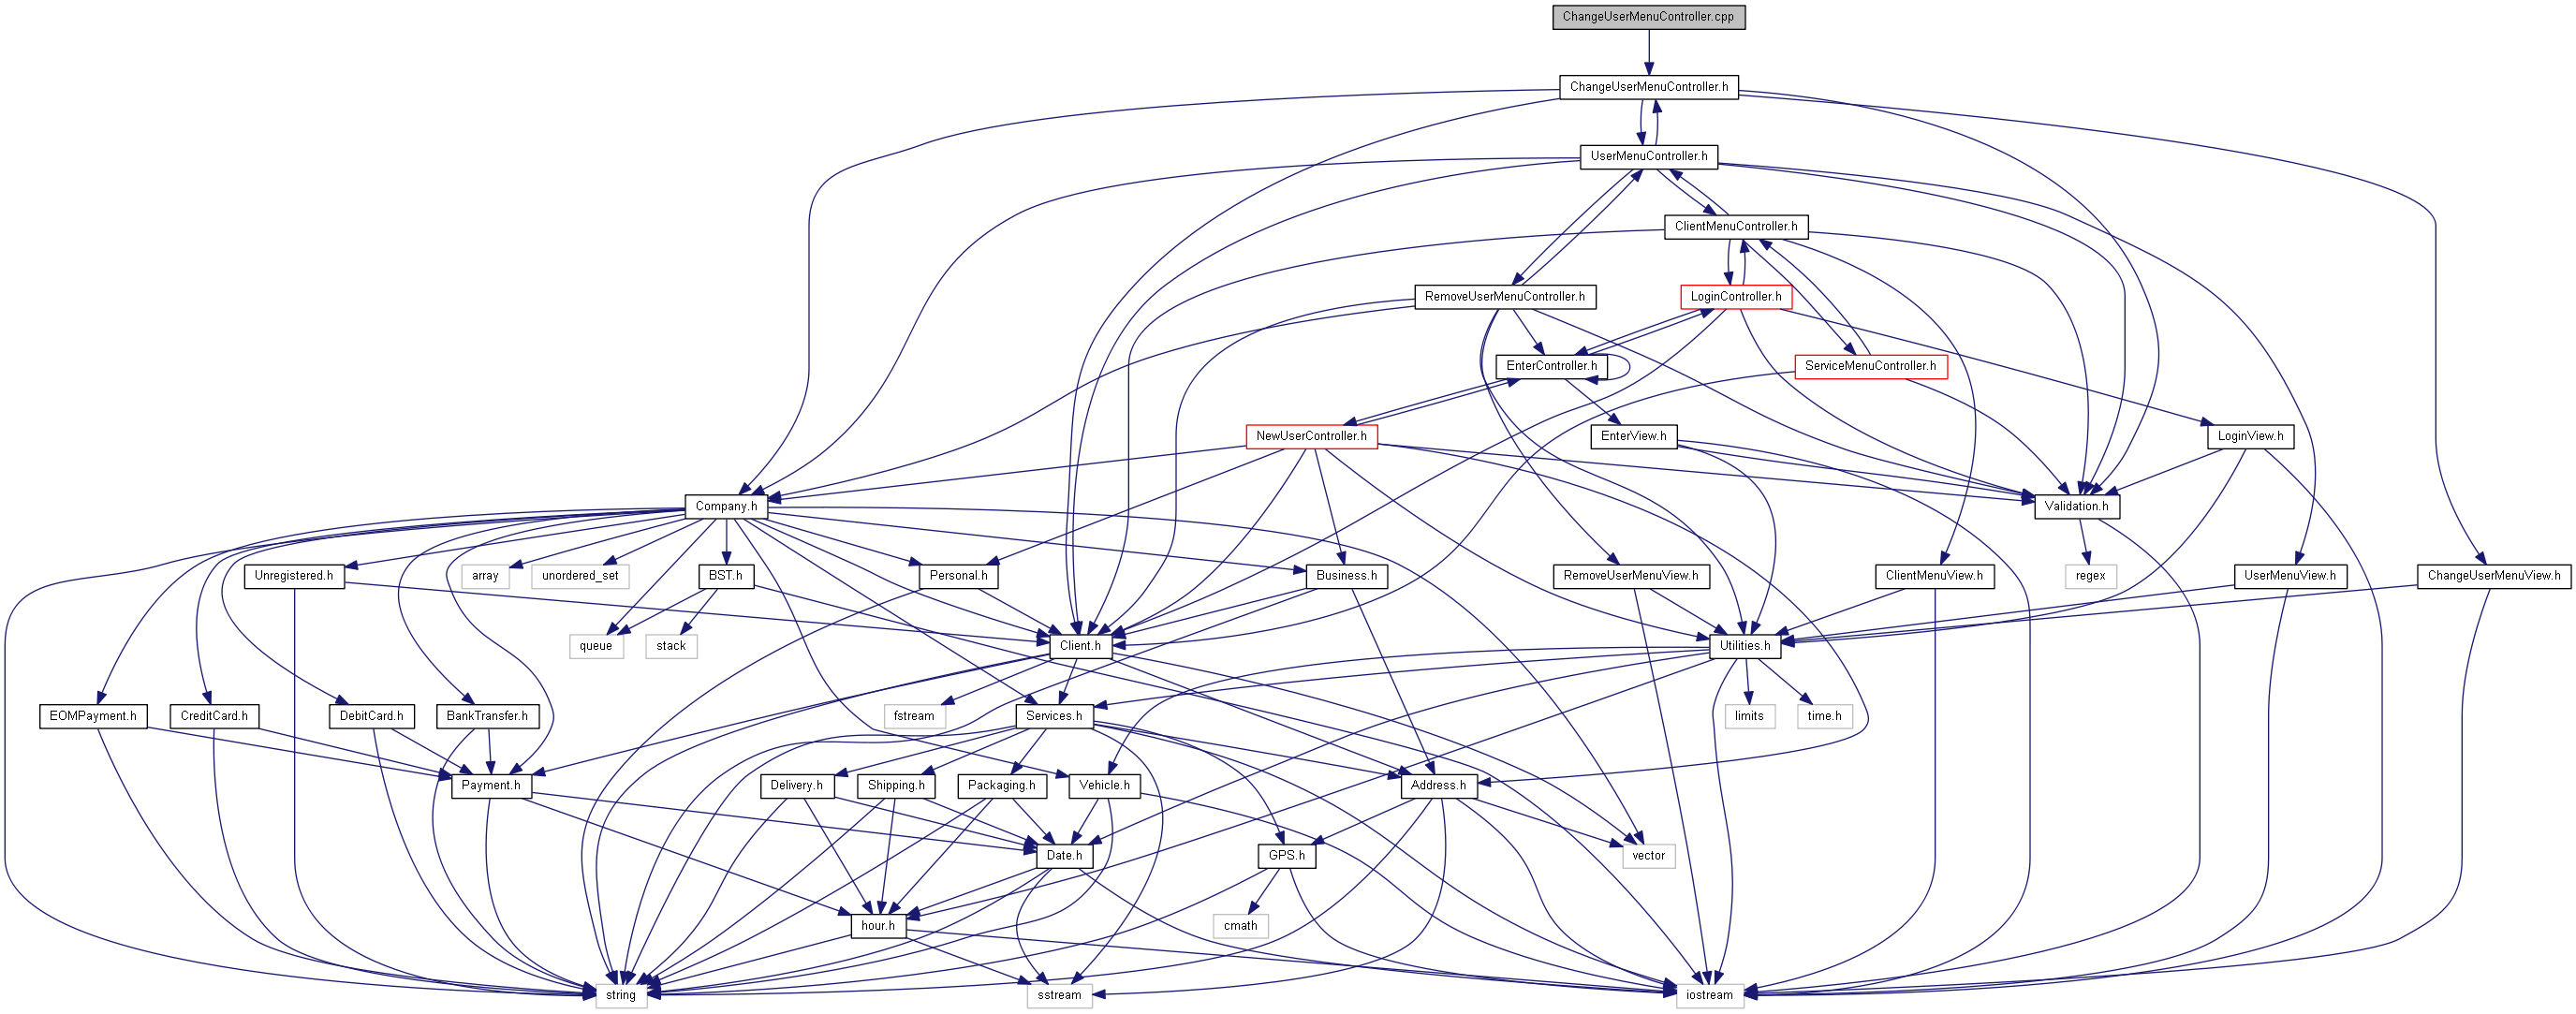 ChangeUserMenuController.cpp
ChangeUserMenuController.h
UserMenuController.h
ClientMenuController.h
RemoveUserMenuController.h
LoginController.h
EnterController.h
ServiceMenuController.h
NewUserController.h
EnterView.h
LoginView.h
Company.h
Validation.h
Unregistered.h
array
unordered_set
BST.h
Personal.h
Business.h
RemoveUserMenuView.h
ClientMenuView.h
regex
UserMenuView.h
ChangeUserMenuView.h
queue
stack
Client.h
Utilities.h
EOMPayment.h
CreditCard.h
DebitCard.h
BankTransfer.h
fstream
Services.h
limits
time.h
Payment.h
Delivery.h
Shipping.h
Packaging.h
Vehicle.h
Address.h
Date.h
GPS.h
vector
hour.h
cmath
string
sstream
iostream